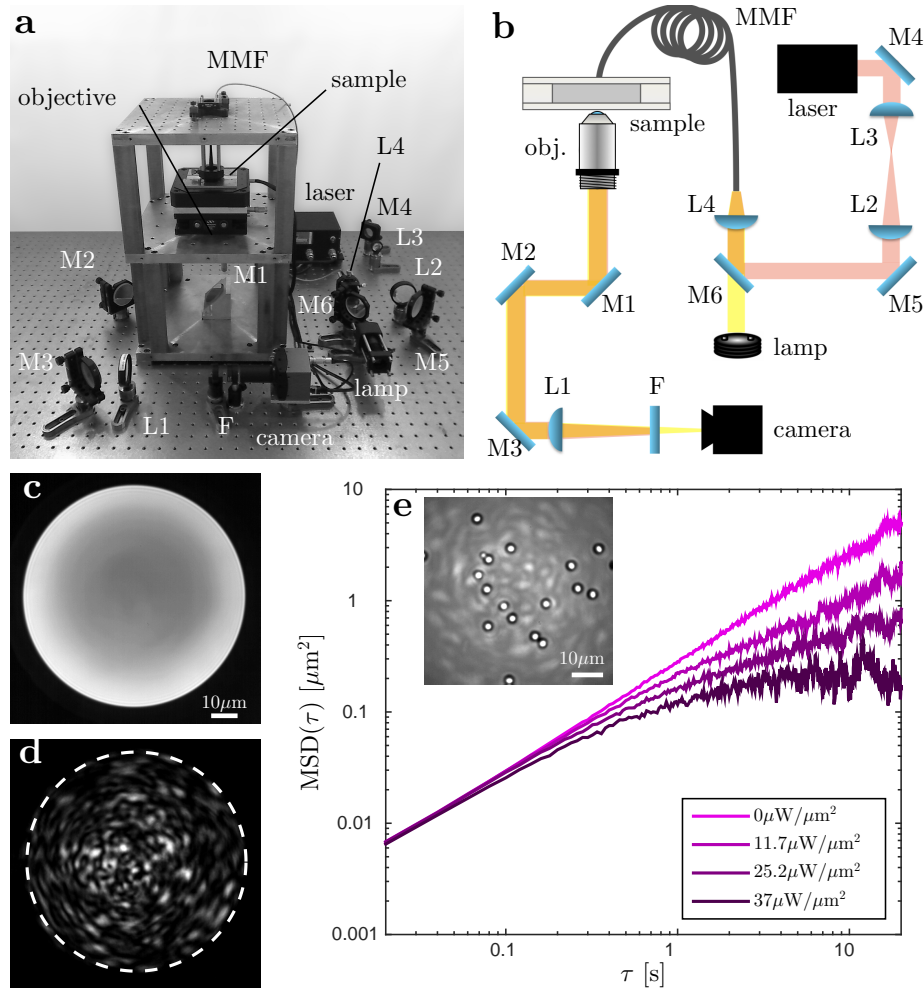 a
MMF
sample
objective
L4
laser
M4
L3
M2
M1
L2
M6
M3
M5
lamp
L1
F
camera
b
MMF
M4
laser
sample
L3
obj.
L4
L2
M2
M1
M6
M5
lamp
L1
F
M3
camera
c
10μm
d
e
10μm
MSD(τ) [μm²]
10
1
0.1
0.01
0.001
0μW/μm²
11.7μW/μm²
25.2μW/μm²
37μW/μm²
0.1
1
10
τ [s]